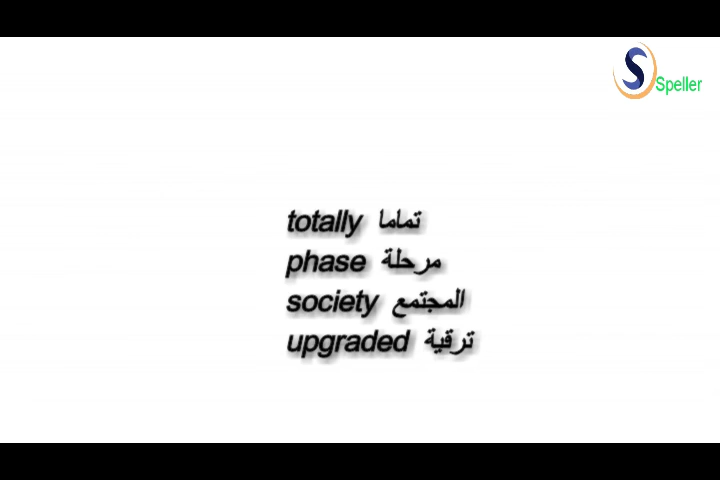 Speller
totally تماما
phase مرحلة
society المجتمع
upgraded ترقية